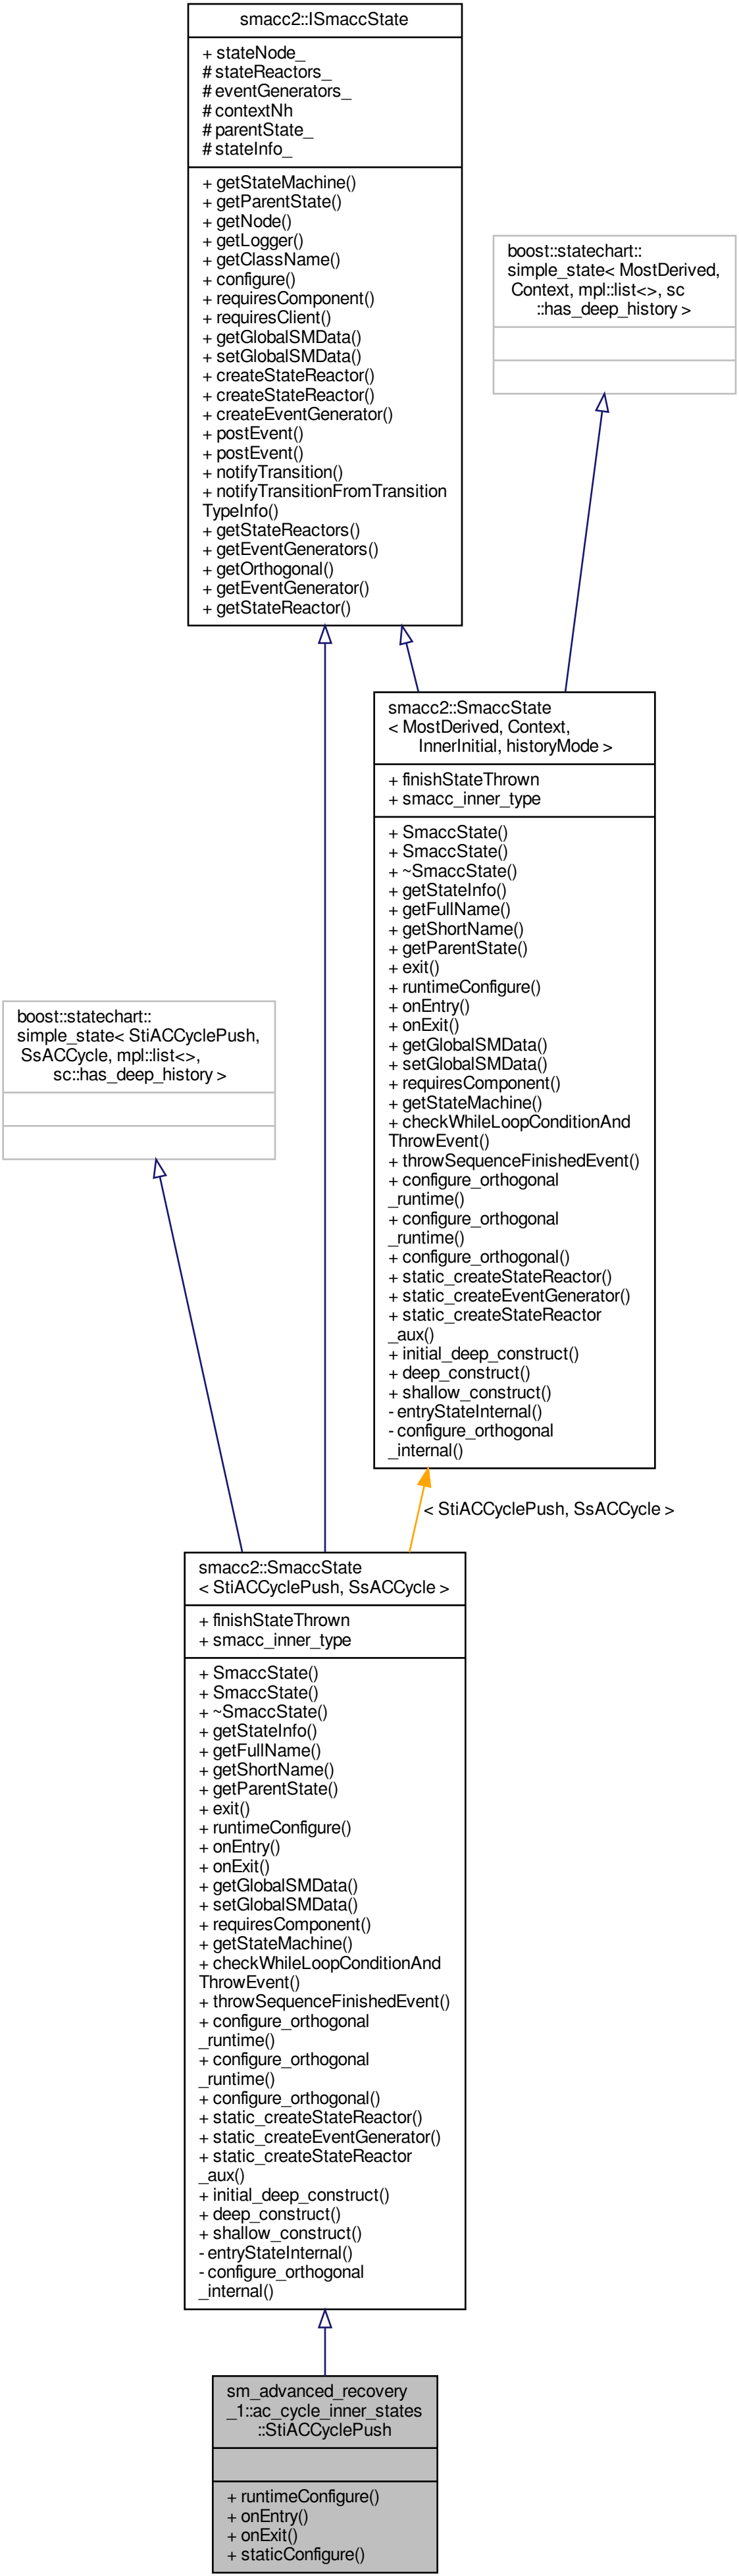 smacc2::ISmaccState
+ stateNode_
# stateReactors_
# eventGenerators_
# contextNh
# parentState_
# stateInfo_
+ getStateMachine()
+ getParentState()
+ getNode()
+ getLogger()
+ getClassName()
+ configure()
+ requiresComponent()
+ requiresClient()
+ getGlobalSMData()
+ setGlobalSMData()
+ createStateReactor()
+ createStateReactor()
+ createEventGenerator()
+ postEvent()
+ postEvent()
+ notifyTransition()
+ notifyTransitionFromTransition
TypeInfo()
+ getStateReactors()
+ getEventGenerators()
+ getOrthogonal()
+ getEventGenerator()
+ getStateReactor()
boost::statechart::
simple_state< MostDerived,
Context, mpl::list<>, sc
::has_deep_history >
smacc2::SmaccState
< MostDerived, Context,
InnerInitial, historyMode >
+ finishStateThrown
+ smacc_inner_type
+ SmaccState()
+ SmaccState()
+ ~SmaccState()
+ getStateInfo()
+ getFullName()
+ getShortName()
+ getParentState()
+ exit()
+ runtimeConfigure()
+ onEntry()
+ onExit()
+ getGlobalSMData()
+ setGlobalSMData()
+ requiresComponent()
+ getStateMachine()
+ checkWhileLoopConditionAnd
ThrowEvent()
+ throwSequenceFinishedEvent()
+ configure_orthogonal
_runtime()
+ configure_orthogonal
_runtime()
+ configure_orthogonal()
+ static_createStateReactor()
+ static_createEventGenerator()
+ static_createStateReactor
_aux()
+ initial_deep_construct()
+ deep_construct()
+ shallow_construct()
- entryStateInternal()
- configure_orthogonal
_internal()
boost::statechart::
simple_state< StiACCyclePush,
SsACCycle, mpl::list<>,
sc::has_deep_history >
< StiACCyclePush, SsACCycle >
smacc2::SmaccState
< StiACCyclePush, SsACCycle >
+ finishStateThrown
+ smacc_inner_type
+ SmaccState()
+ SmaccState()
+ ~SmaccState()
+ getStateInfo()
+ getFullName()
+ getShortName()
+ getParentState()
+ exit()
+ runtimeConfigure()
+ onEntry()
+ onExit()
+ getGlobalSMData()
+ setGlobalSMData()
+ requiresComponent()
+ getStateMachine()
+ checkWhileLoopConditionAnd
ThrowEvent()
+ throwSequenceFinishedEvent()
+ configure_orthogonal
_runtime()
+ configure_orthogonal
_runtime()
+ configure_orthogonal()
+ static_createStateReactor()
+ static_createEventGenerator()
+ static_createStateReactor
_aux()
+ initial_deep_construct()
+ deep_construct()
+ shallow_construct()
- entryStateInternal()
- configure_orthogonal
_internal()
sm_advanced_recovery
_1::ac_cycle_inner_states
::StiACCyclePush
+ runtimeConfigure()
+ onEntry()
+ onExit()
+ staticConfigure()